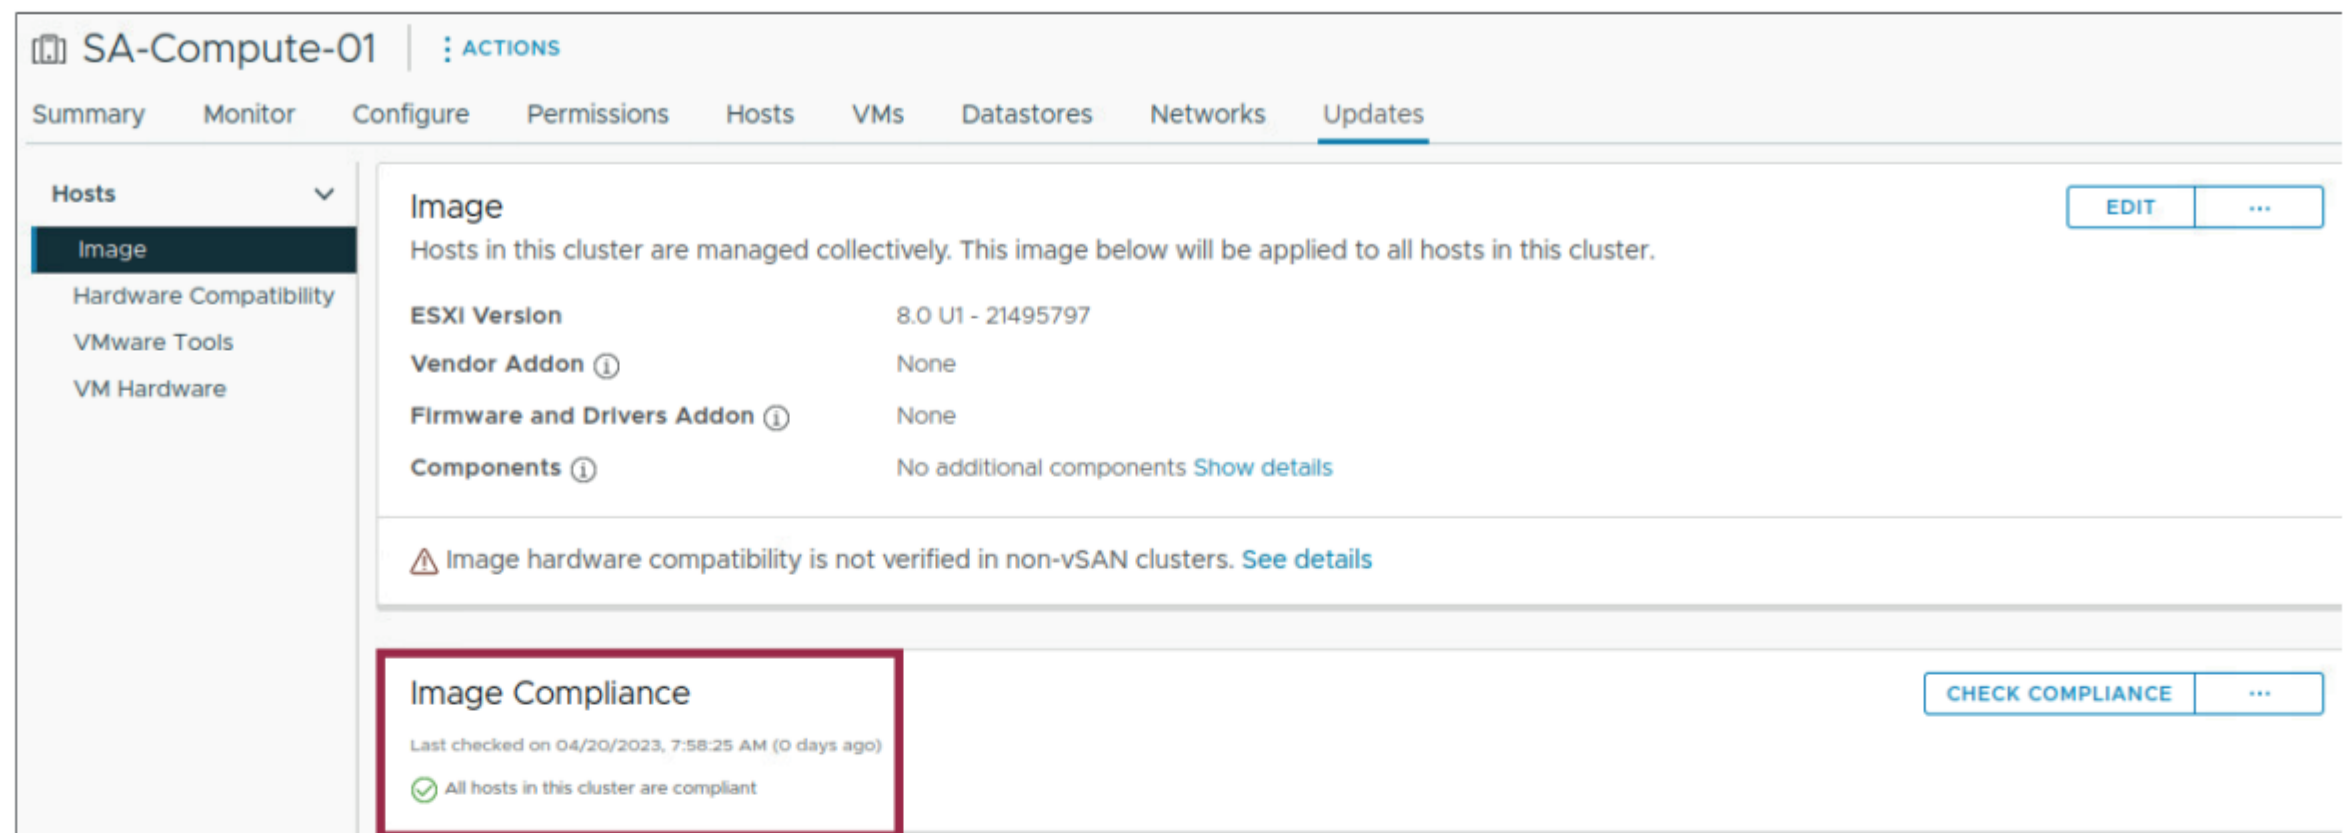 SA-Compute-01
ACTIONS
Summary Monitor Configure Permissions Hosts VMs Datastores Networks Updates
Hosts
Image
Hardware Compatibility
VMware Tools
VM Hardware
Image
EDIT ...
Hosts in this cluster are managed collectively. This image below will be applied to all hosts in this cluster.
ESXi Version 8.0 U1 - 21495797
Vendor Addon None
Firmware and Drivers Addon None
Components No additional components Show details
Image hardware compatibility is not verified in non-vSAN clusters. See details
Image Compliance
CHECK COMPLIANCE ...
Last checked on 04/20/2023, 7:58:25 AM (0 days ago)
All hosts in this cluster are compliant